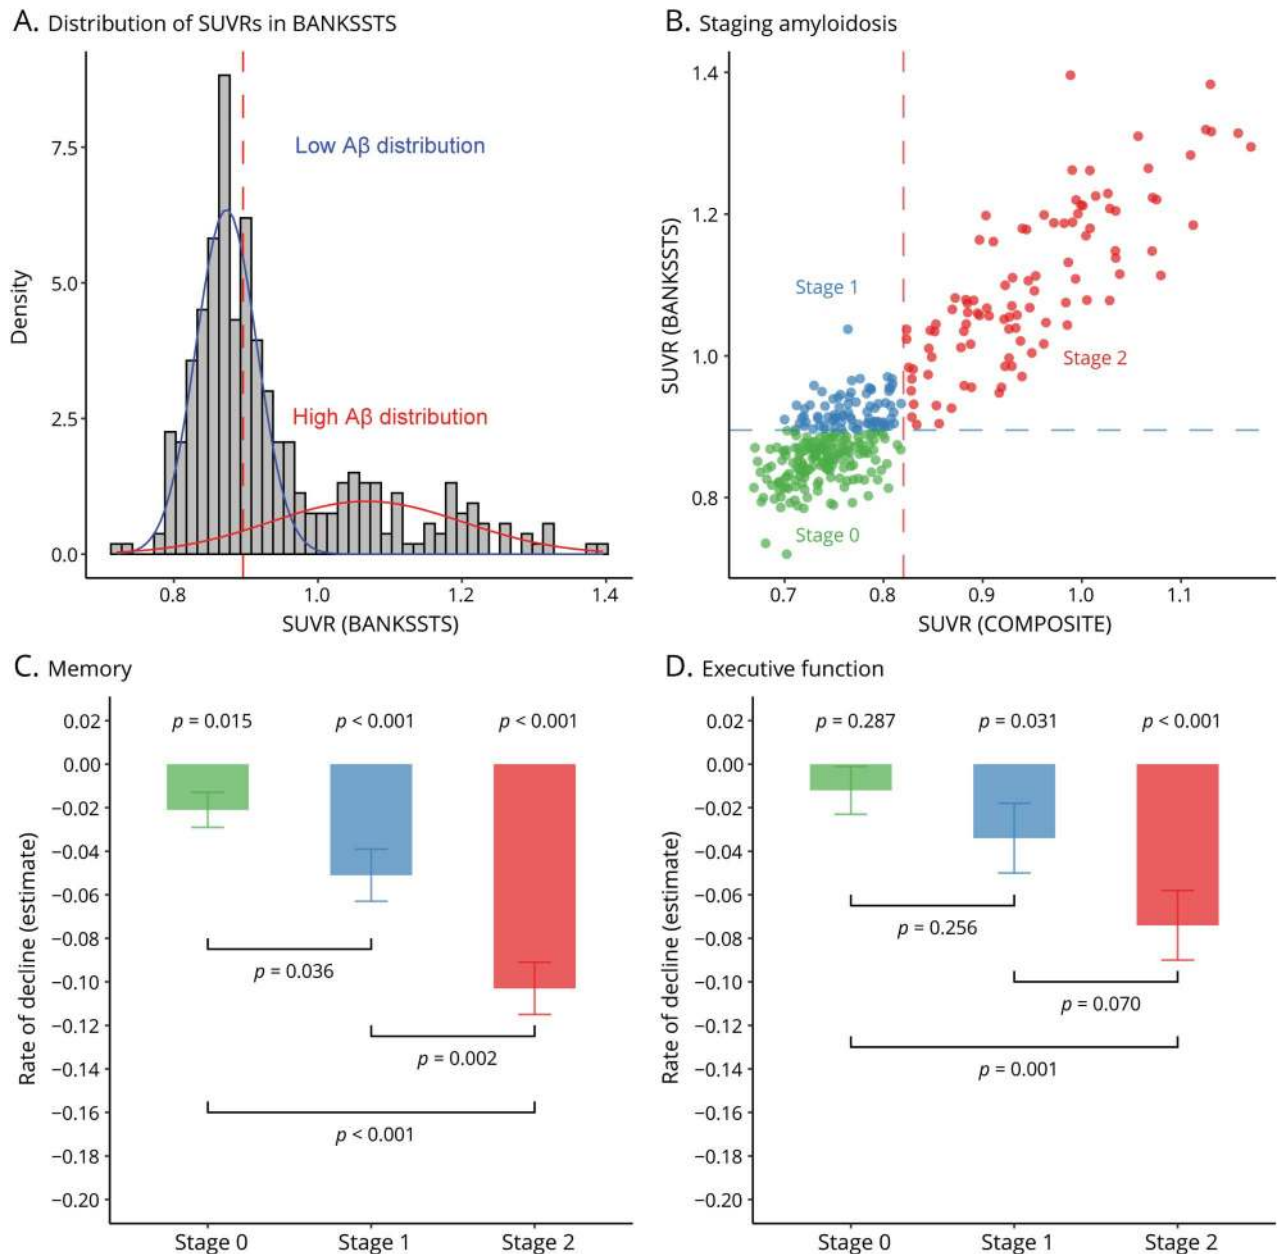 A. Distribution of SUVRs in BANKSSTS
Density
7.5
5.0
2.5
0.0
Low Aβ distribution
High Aβ distribution
0.8 1.0 1.2 1.4
SUVR (BANKSSTS)
B. Staging amyloidosis
SUVR (BANKSSTS)
1.4
1.2
1.0
0.8
Stage 1
Stage 2
Stage 0
0.7 0.8 0.9 1.0 1.1
SUVR (COMPOSITE)
C. Memory
Rate of decline (estimate)
0.02
0.00
−0.02
−0.04
−0.06
−0.08
−0.10
−0.12
−0.14
−0.16
−0.18
−0.20
p = 0.015 p < 0.001 p < 0.001
p = 0.036
p = 0.002
p < 0.001
Stage 0 Stage 1 Stage 2
D. Executive function
Rate of decline (estimate)
0.02
0.00
−0.02
−0.04
−0.06
−0.08
−0.10
−0.12
−0.14
−0.16
−0.18
−0.20
p = 0.287 p = 0.031 p < 0.001
p = 0.256
p = 0.070
p = 0.001
Stage 0 Stage 1 Stage 2